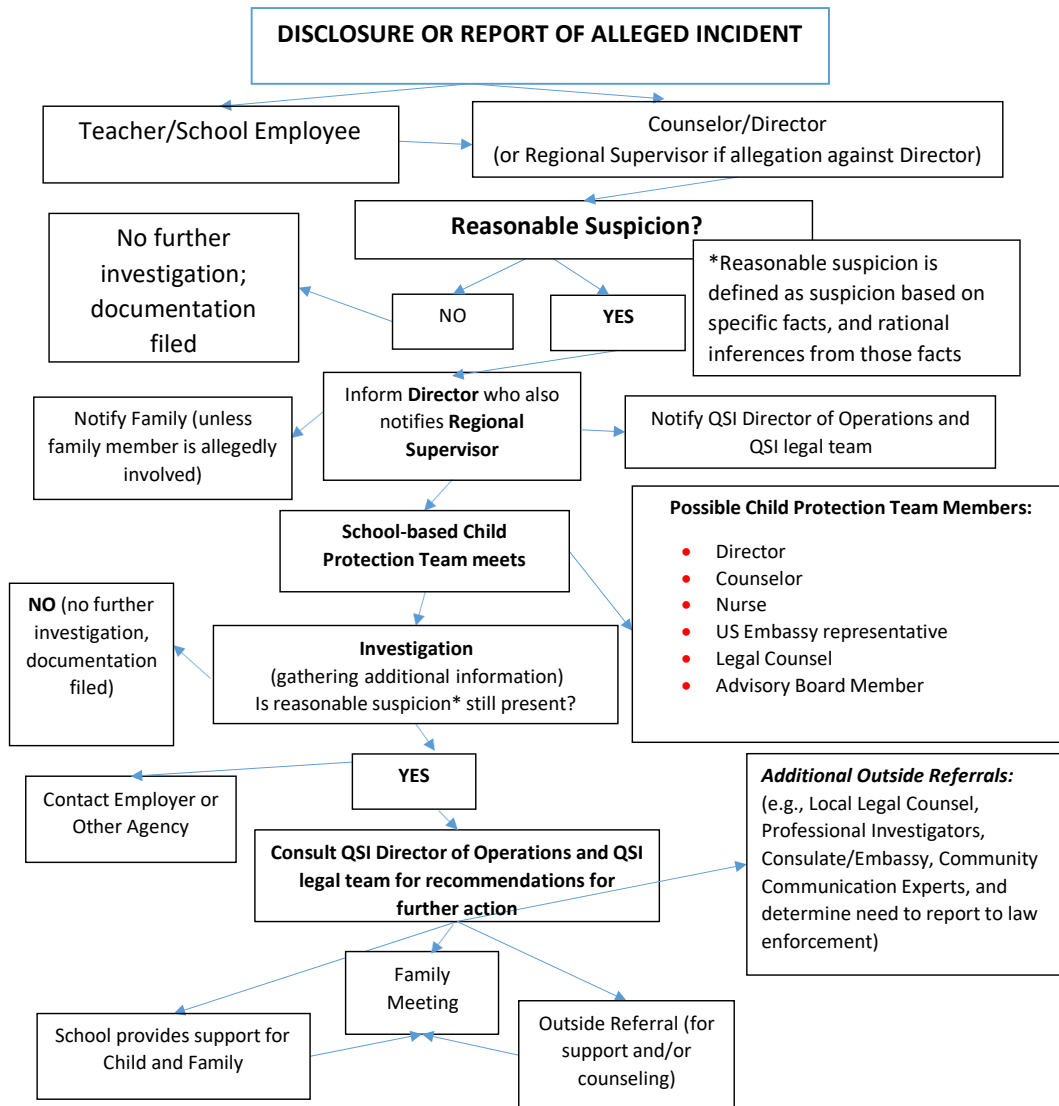 DISCLOSURE OR REPORT OF ALLEGED INCIDENT
Teacher/School Employee
Counselor/Director
(or Regional Supervisor if allegation against Director)
Reasonable Suspicion?
No further
investigation;
documentation
filed
NO
YES
*Reasonable suspicion is
defined as suspicion based on
specific facts, and rational
inferences from those facts
Inform Director who also
notifies Regional
Supervisor
Notify Family (unless
family member is allegedly
involved)
Notify QSI Director of Operations and
QSI legal team
School-based Child
Protection Team meets
Possible Child Protection Team Members:
● Director
● Counselor
● Nurse
● US Embassy representative
● Legal Counsel
● Advisory Board Member
NO (no further
investigation,
documentation
filed)
Investigation
(gathering additional information)
Is reasonable suspicion* still present?
YES
Contact Employer or
Other Agency
Additional Outside Referrals:
(e.g., Local Legal Counsel,
Professional Investigators,
Consulate/Embassy, Community
Communication Experts, and
determine need to report to law
enforcement)
Consult QSI Director of Operations and QSI
legal team for recommendations for
further action
Family
Meeting
School provides support for
Child and Family
Outside Referral (for
support and/or
counseling)